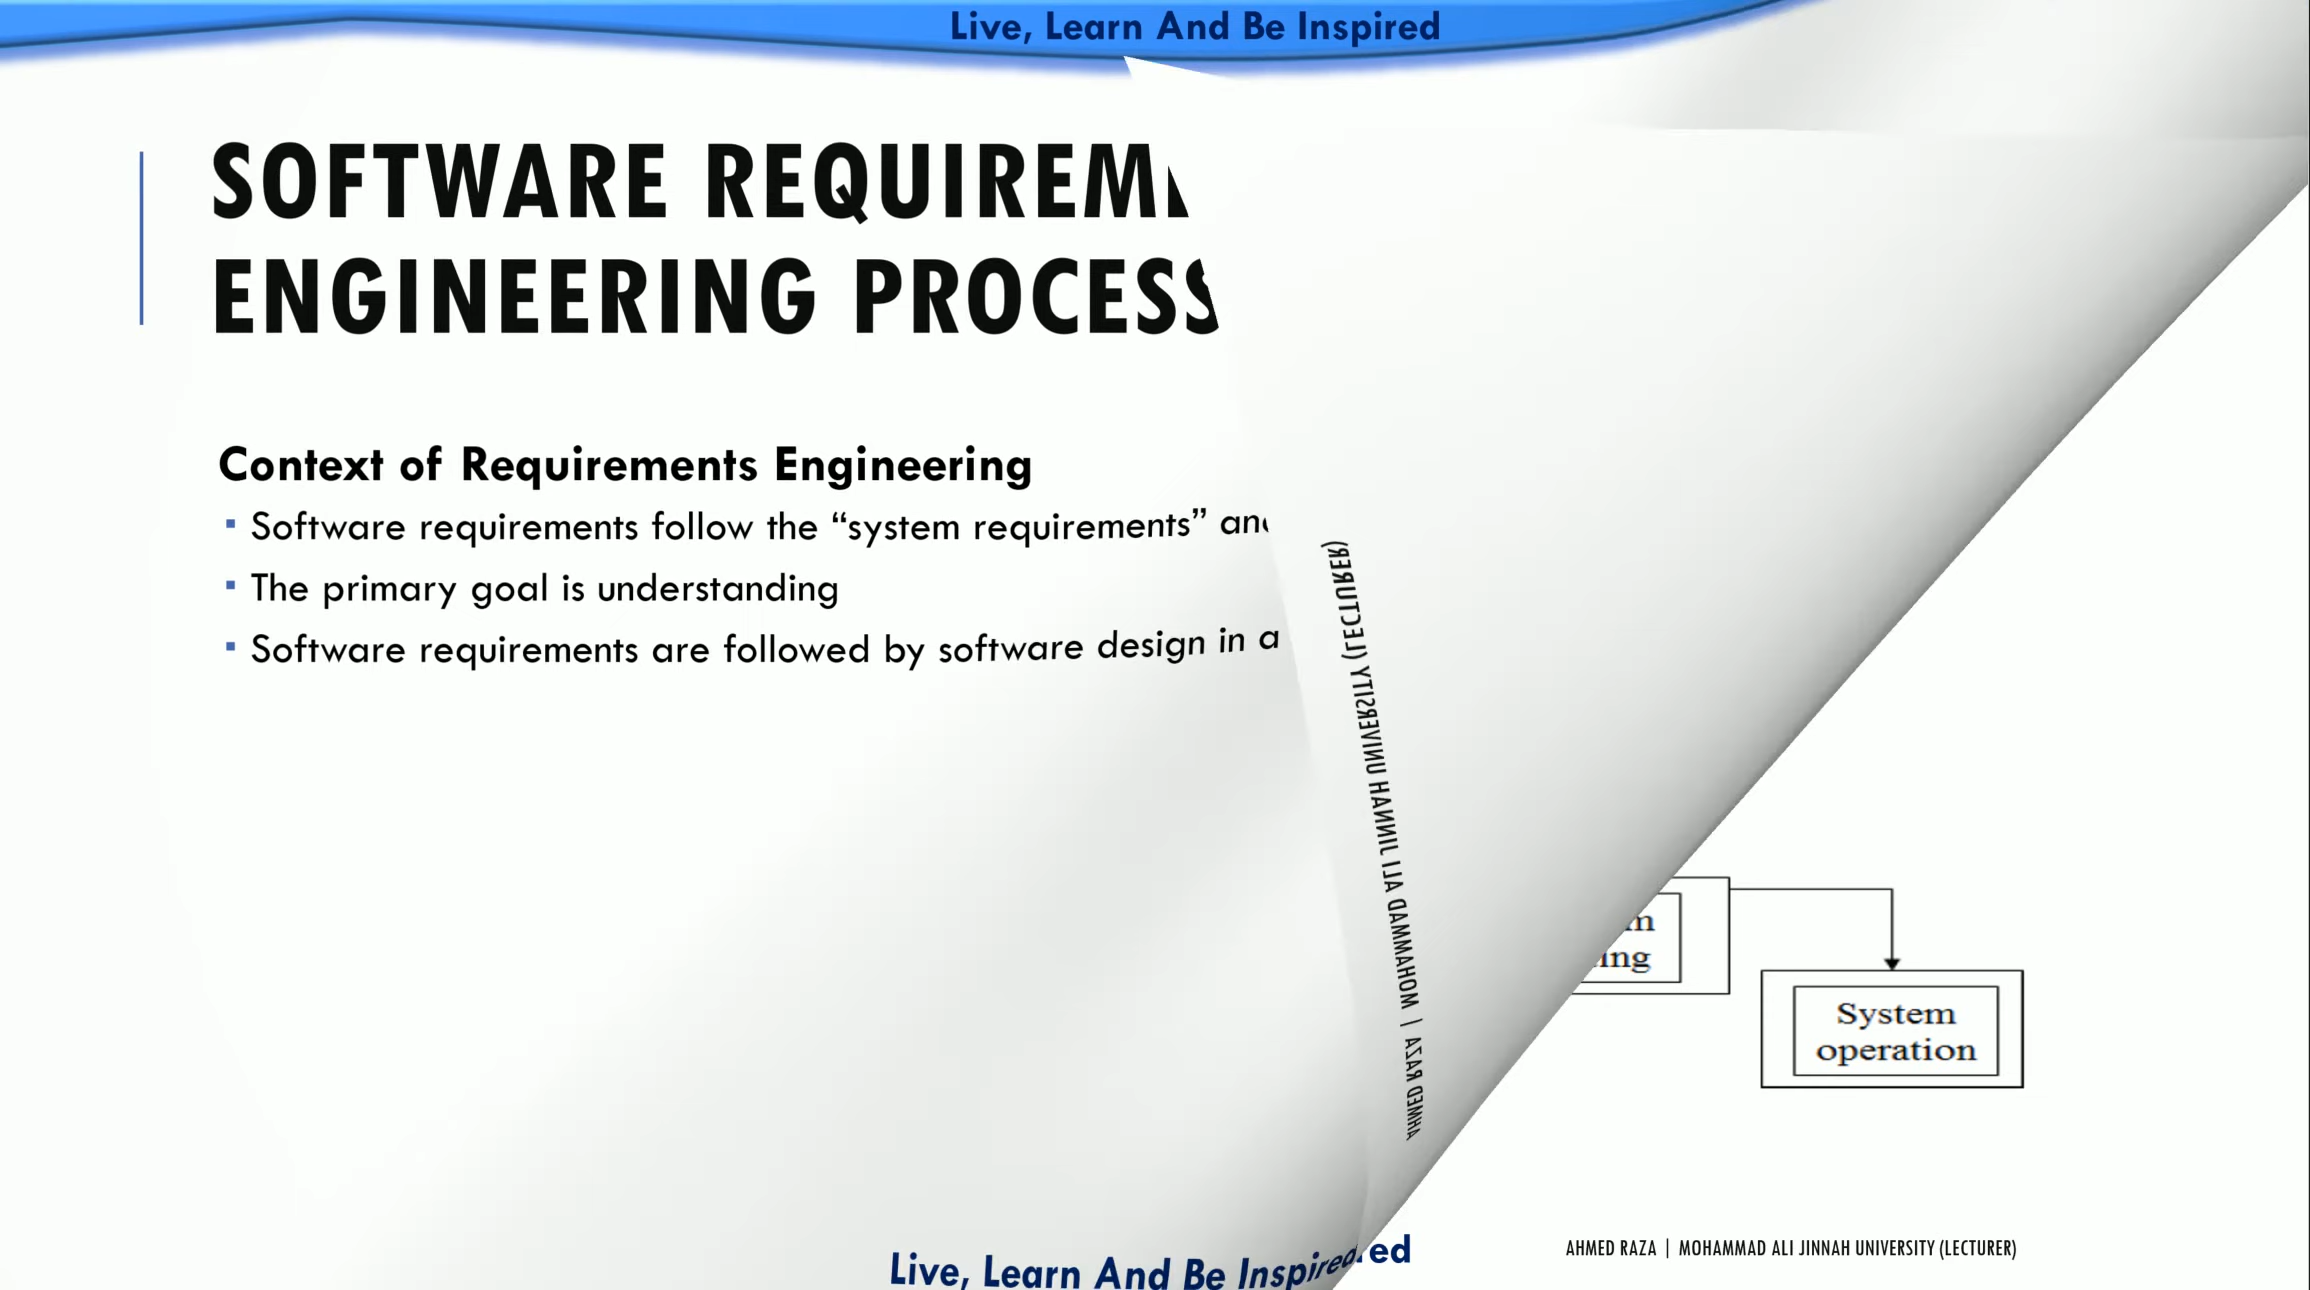 Live, Learn And Be Inspired
SOFTWARE
ENGINEERING PROCESS
Context of Requirements Engineering
Software requirements follow the “system requirements”
The primary goal is understanding
Software requirements are followed by software design in a
AHMED RAZA | MOHAMMAD ALI JINNAH UNIVERSITY (LECTURER)
System
operation
Live, Learn And Be Inspired
AHMED RAZA | MOHAMMAD ALI JINNAH UNIVERSITY (LECTURER)